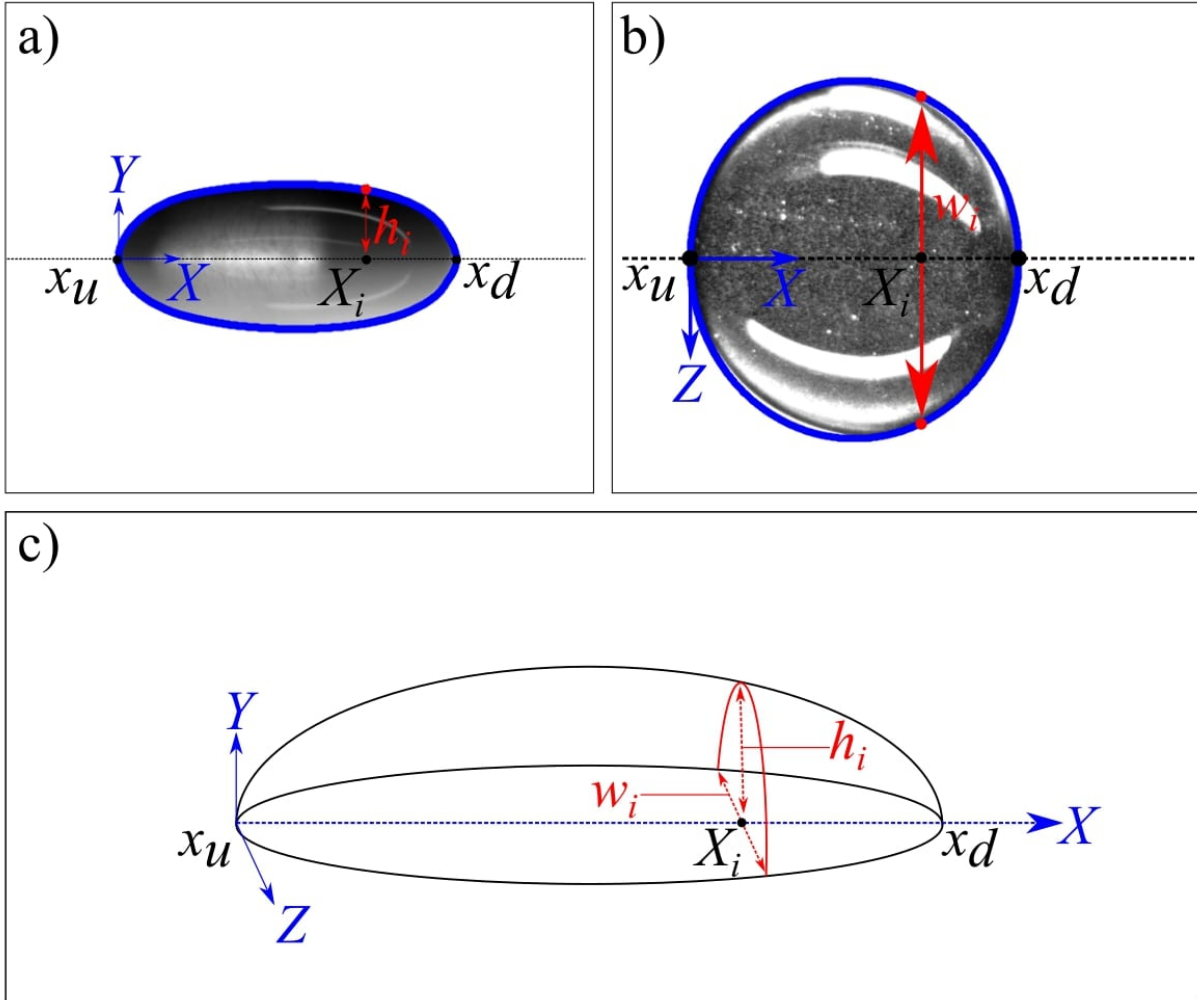 a)
Y
h_i
x_u
X
X_i
x_d
b)
w_i
x_u
X
X_i
x_d
Z
c)
Y
h_i
w_i
x_u
X_i
x_d
X
Z